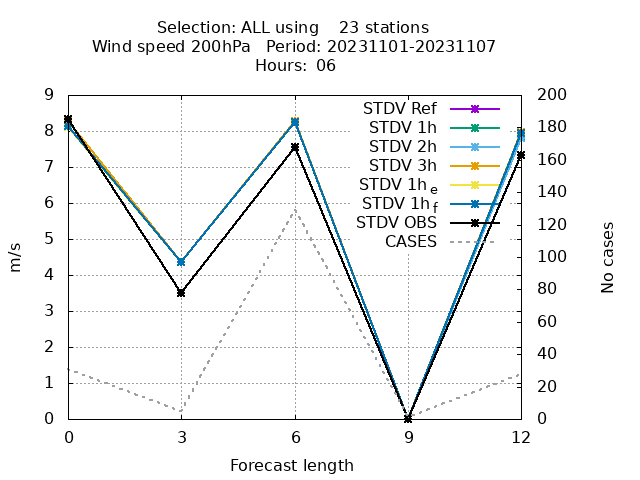 Selection: ALL using    23 stations
Wind speed 200hPa   Period: 20231101-20231107
Hours:  06
9
8
7
6
5
4
3
2
1
0
m/s
STDV Ref
STDV 1h
STDV 2h
STDV 3h
STDV 1h e
STDV 1h f
STDV OBS
CASES
200
180
160
140
120
100
80
60
40
20
0
No cases
0 3 6 9 12
Forecast length